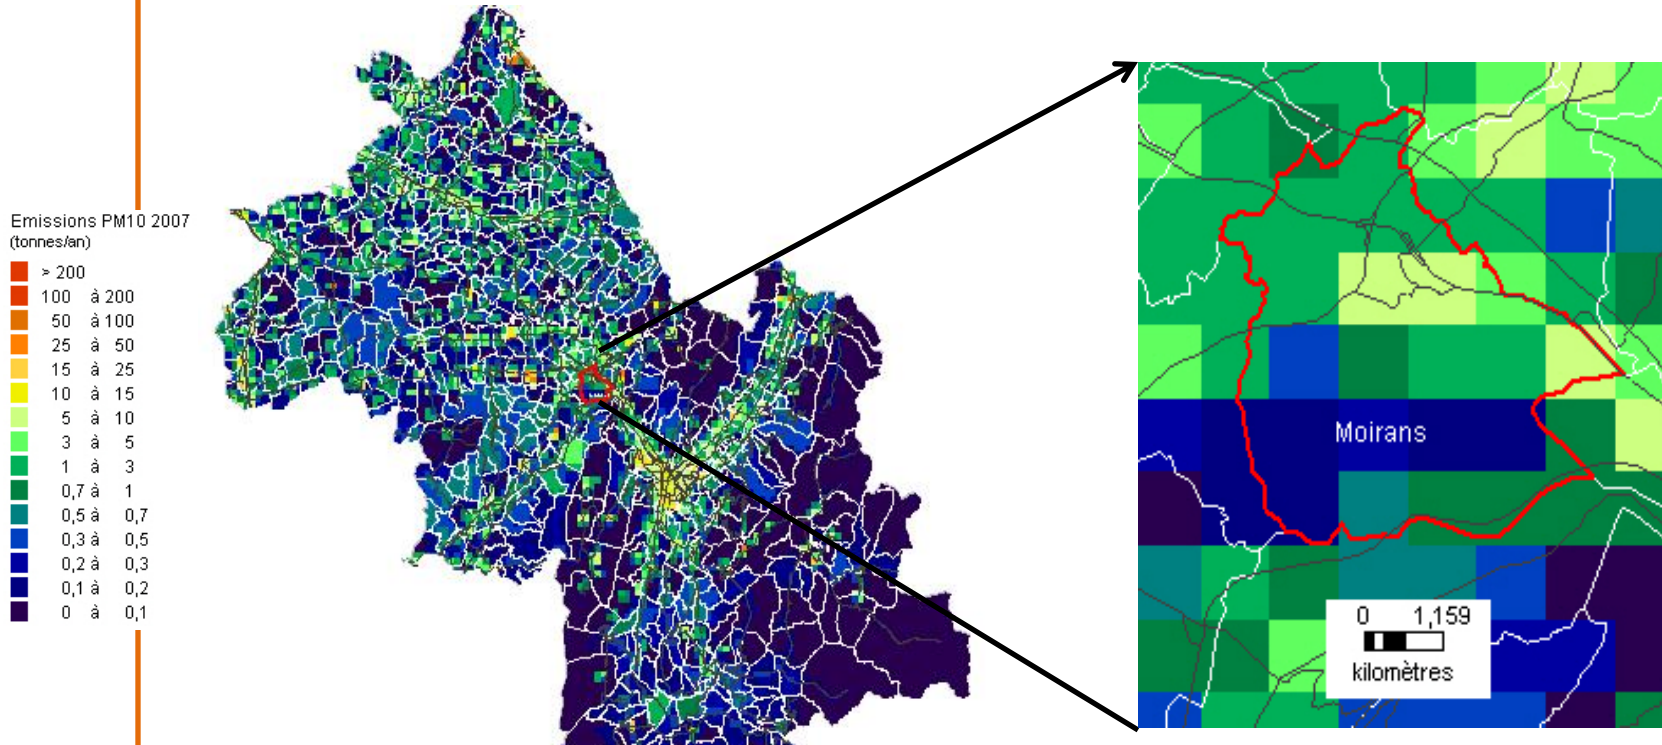 Emissions PM10 2007
(tonnes/an)
> 200
100 à 200
50 à 100
25 à 50
15 à 25
10 à 15
5 à 10
3 à 5
1 à 3
0,7 à 1
0,5 à 0,7
0,3 à 0,5
0,2 à 0,3
0,1 à 0,2
0 à 0,1
Moirans
0 1,159
kilomètres